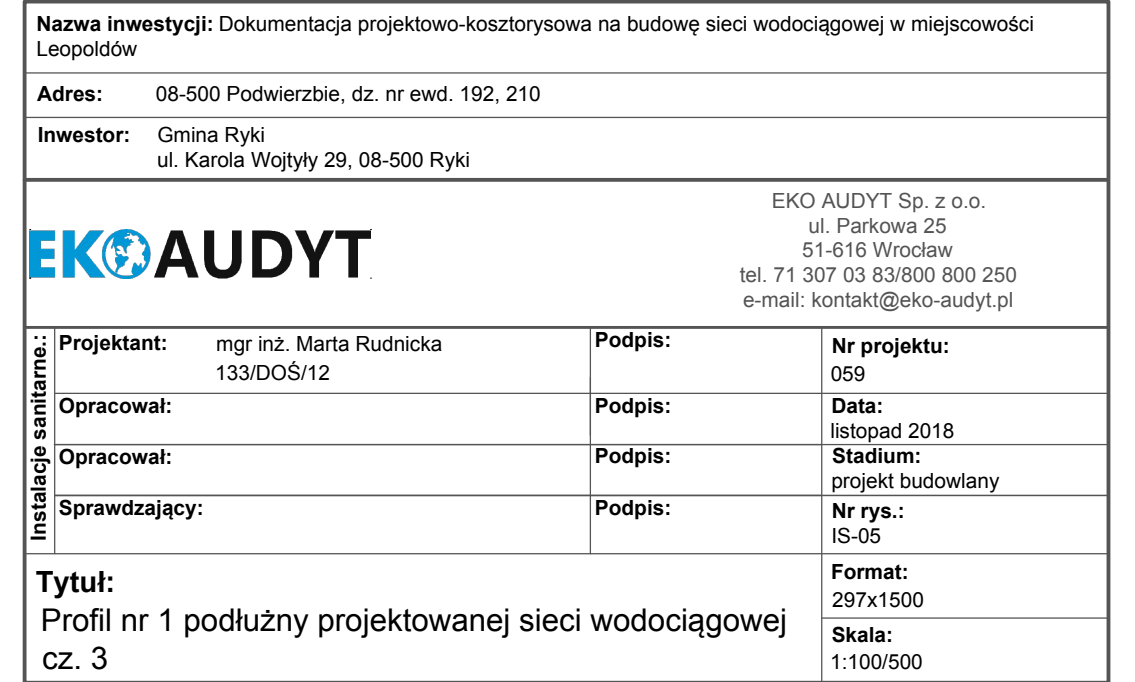 Nazwa inwestycji: Dokumentacja projektowo-kosztorysowa na budowę sieci wodociągowej w miejscowości
Leopoldów
Adres: 08-500 Podwierzbie, dz. nr ewd. 192, 210
Inwestor: Gmina Ryki
ul. Karola Wojtyły 29, 08-500 Ryki
EKOAUDYT
EKO AUDYT Sp. z o.o.
ul. Parkowa 25
51-616 Wrocław
tel. 71 307 03 83/800 800 250
e-mail: kontakt@eko-audyt.pl
Instalacje sanitarne.:
Projektant: mgr inż. Marta Rudnicka
133/DOŚ/12
Podpis:
Nr projektu:
059
Opracował:
Podpis:
Data:
listopad 2018
Opracował:
Podpis:
Stadium:
projekt budowlany
Sprawdzający:
Podpis:
Nr rys.:
IS-05
Tytuł:
Profil nr 1 podłużny projektowanej sieci wodociągowej
cz. 3
Format:
297x1500
Skala:
1:100/500